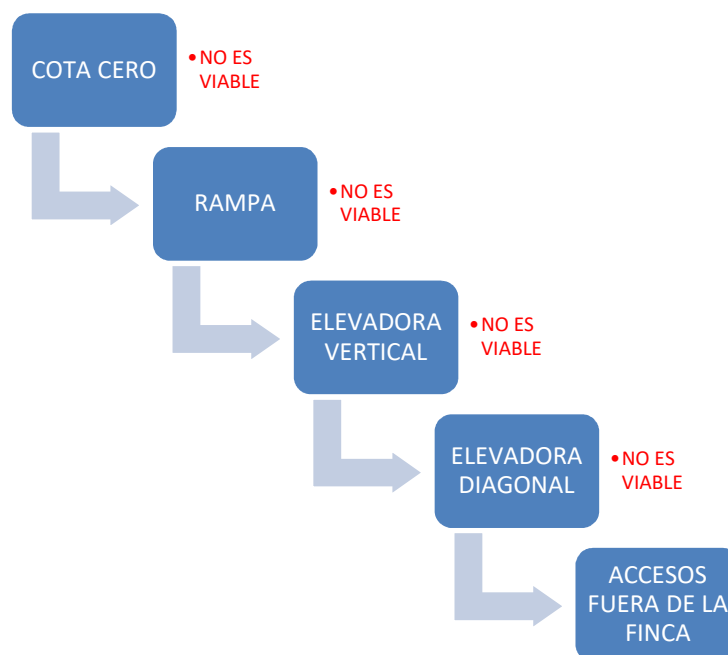 COTA CERO
• NO ES
VIABLE
RAMPA
• NO ES
VIABLE
ELEVADORA
VERTICAL
• NO ES
VIABLE
ELEVADORA
DIAGONAL
• NO ES
VIABLE
ACCESOS
FUERA DE LA
FINCA